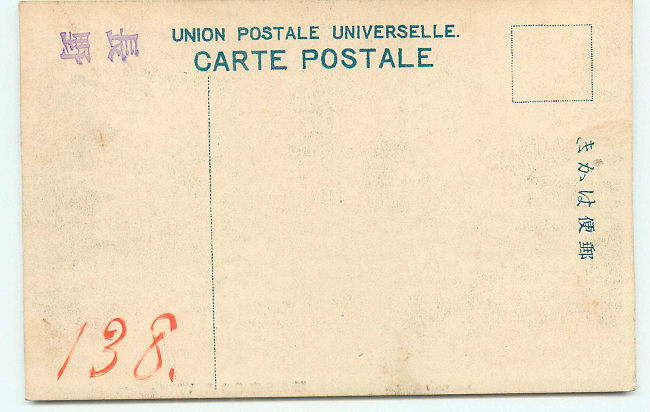 UNION POSTALE UNIVERSELLE.
CARTE POSTALE
長野
郵便はかき
138.